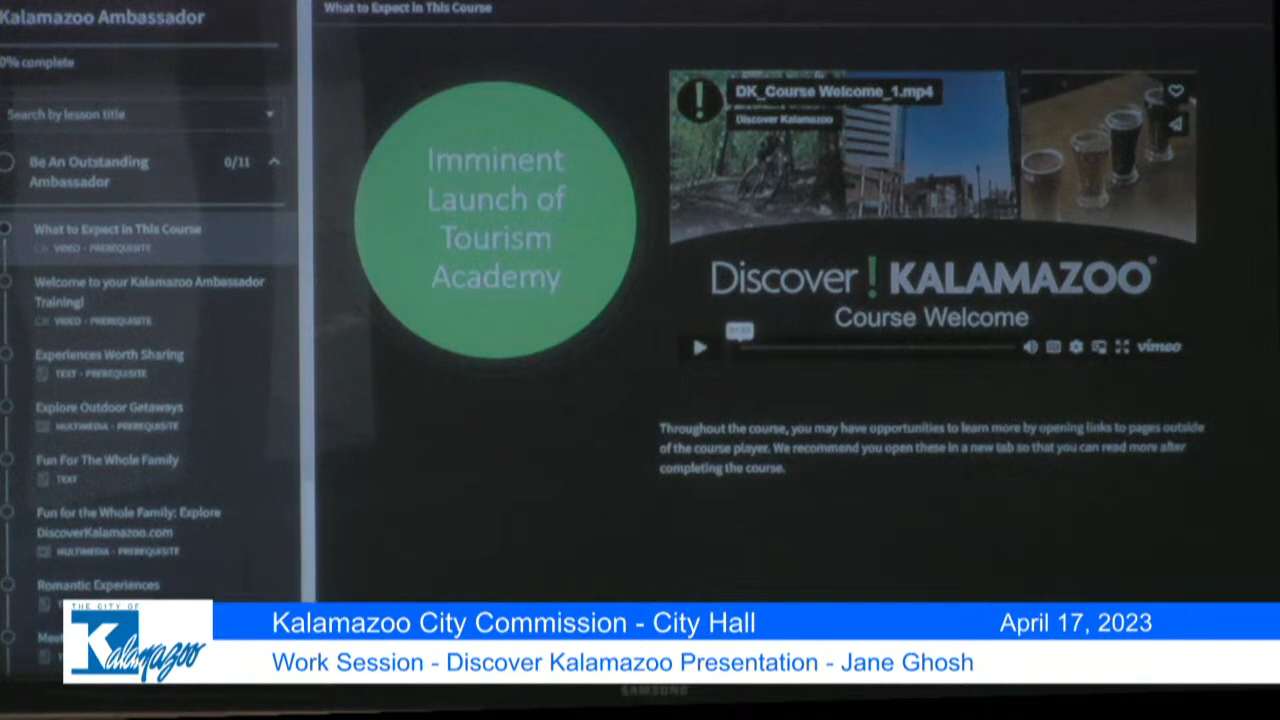 Kalamazoo Ambassador
0% complete
Search by lesson title
Be An Outstanding
Ambassador
0/11
What to Expect in This Course
VIDEO - PREREQUISITE
Welcome to your Kalamazoo Ambassador
Training!
VIDEO - PREREQUISITE
Experiences Worth Sharing
TEXT - PREREQUISITE
Explore Outdoor Getaways
MULTIMEDIA - PREREQUISITE
Fun For The Whole Family
TEXT
Fun for the Whole Family: Explore
DiscoverKalamazoo.com
MULTIMEDIA - PREREQUISITE
Romantic Experiences
What to Expect in This Course
Imminent
Launch of
Tourism
Academy
DK_Course Welcome_1.mp4
Discover Kalamazoo
Discover ! KALAMAZOO®
Course Welcome
vimeo
Throughout the course, you may have opportunities to learn more by opening links to pages outside
of the course player. We recommend you open these in a new tab so that you can read more after
completing the course.
THE CITY OF
Kalamazoo
Kalamazoo City Commission - City Hall
April 17, 2023
Work Session - Discover Kalamazoo Presentation - Jane Ghosh
SAMSUNG